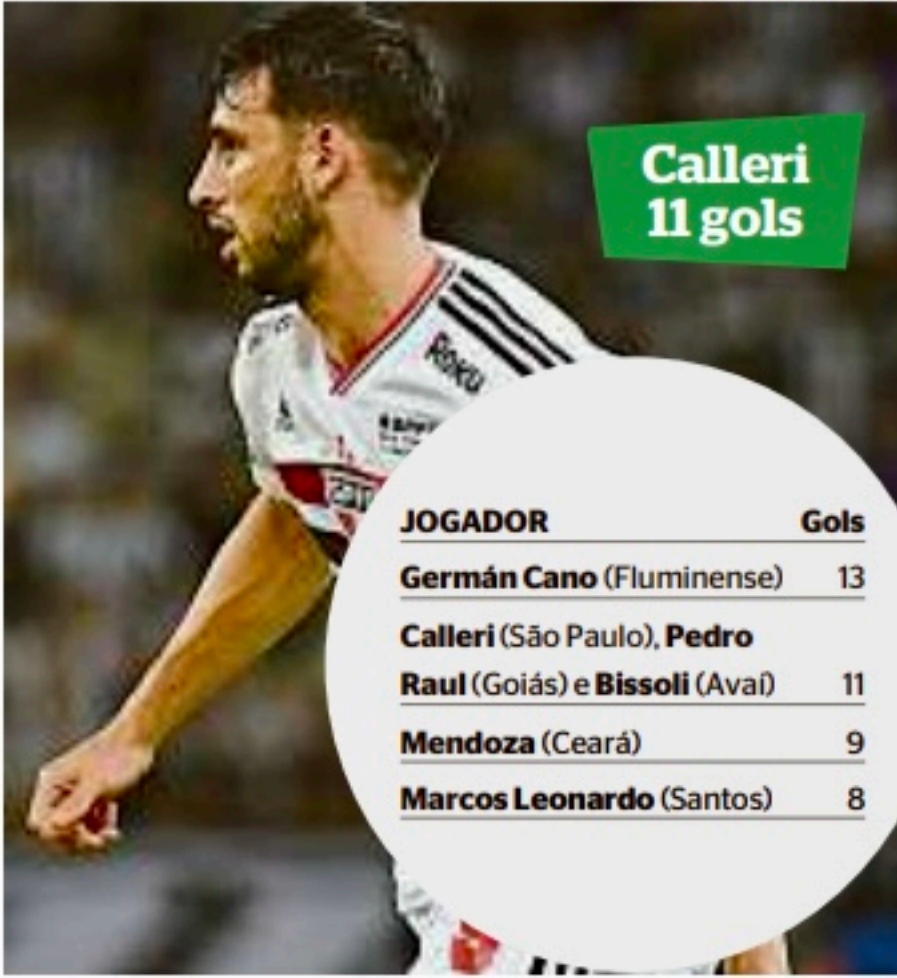 Calleri
11 gols
ROKU
JOGADOR Gols
Germán Cano (Fluminense) 13
Calleri (São Paulo), Pedro
Raul (Goiás) e Bissoli (Avaí) 11
Mendoza (Ceará) 9
Marcos Leonardo (Santos) 8